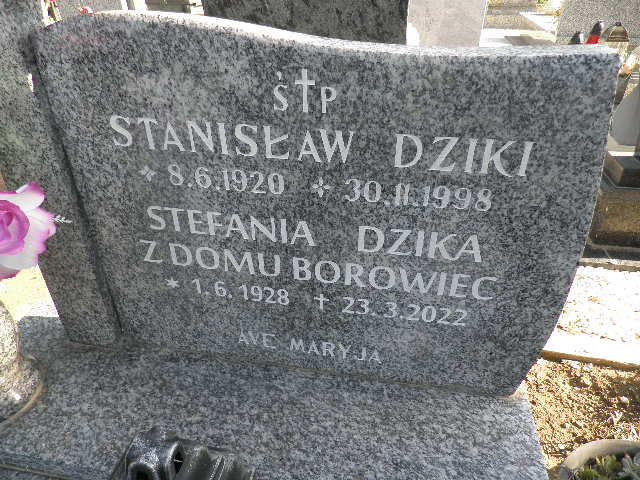 Ś†P
STANISŁAW DZIKI
* 8.6.1920 ✣ 30.11.1998
STEFANIA DZIKA
Z DOMU BOROWIEC
* 1.6.1928 † 23.3.2022
AVE MARYJA